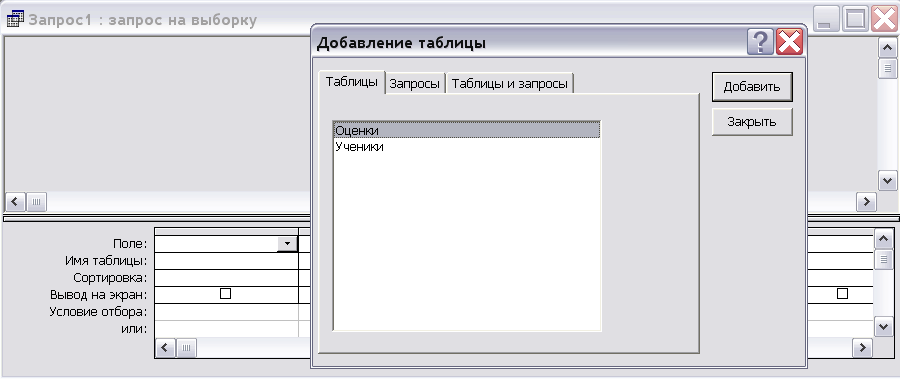 Запрос1 : запрос на выборку
Добавление таблицы
Таблицы Запросы Таблицы и запросы
Добавить
Закрыть
Оценки
Ученики
Поле:
Имя таблицы:
Сортировка:
Вывод на экран:
Условие отбора:
или: